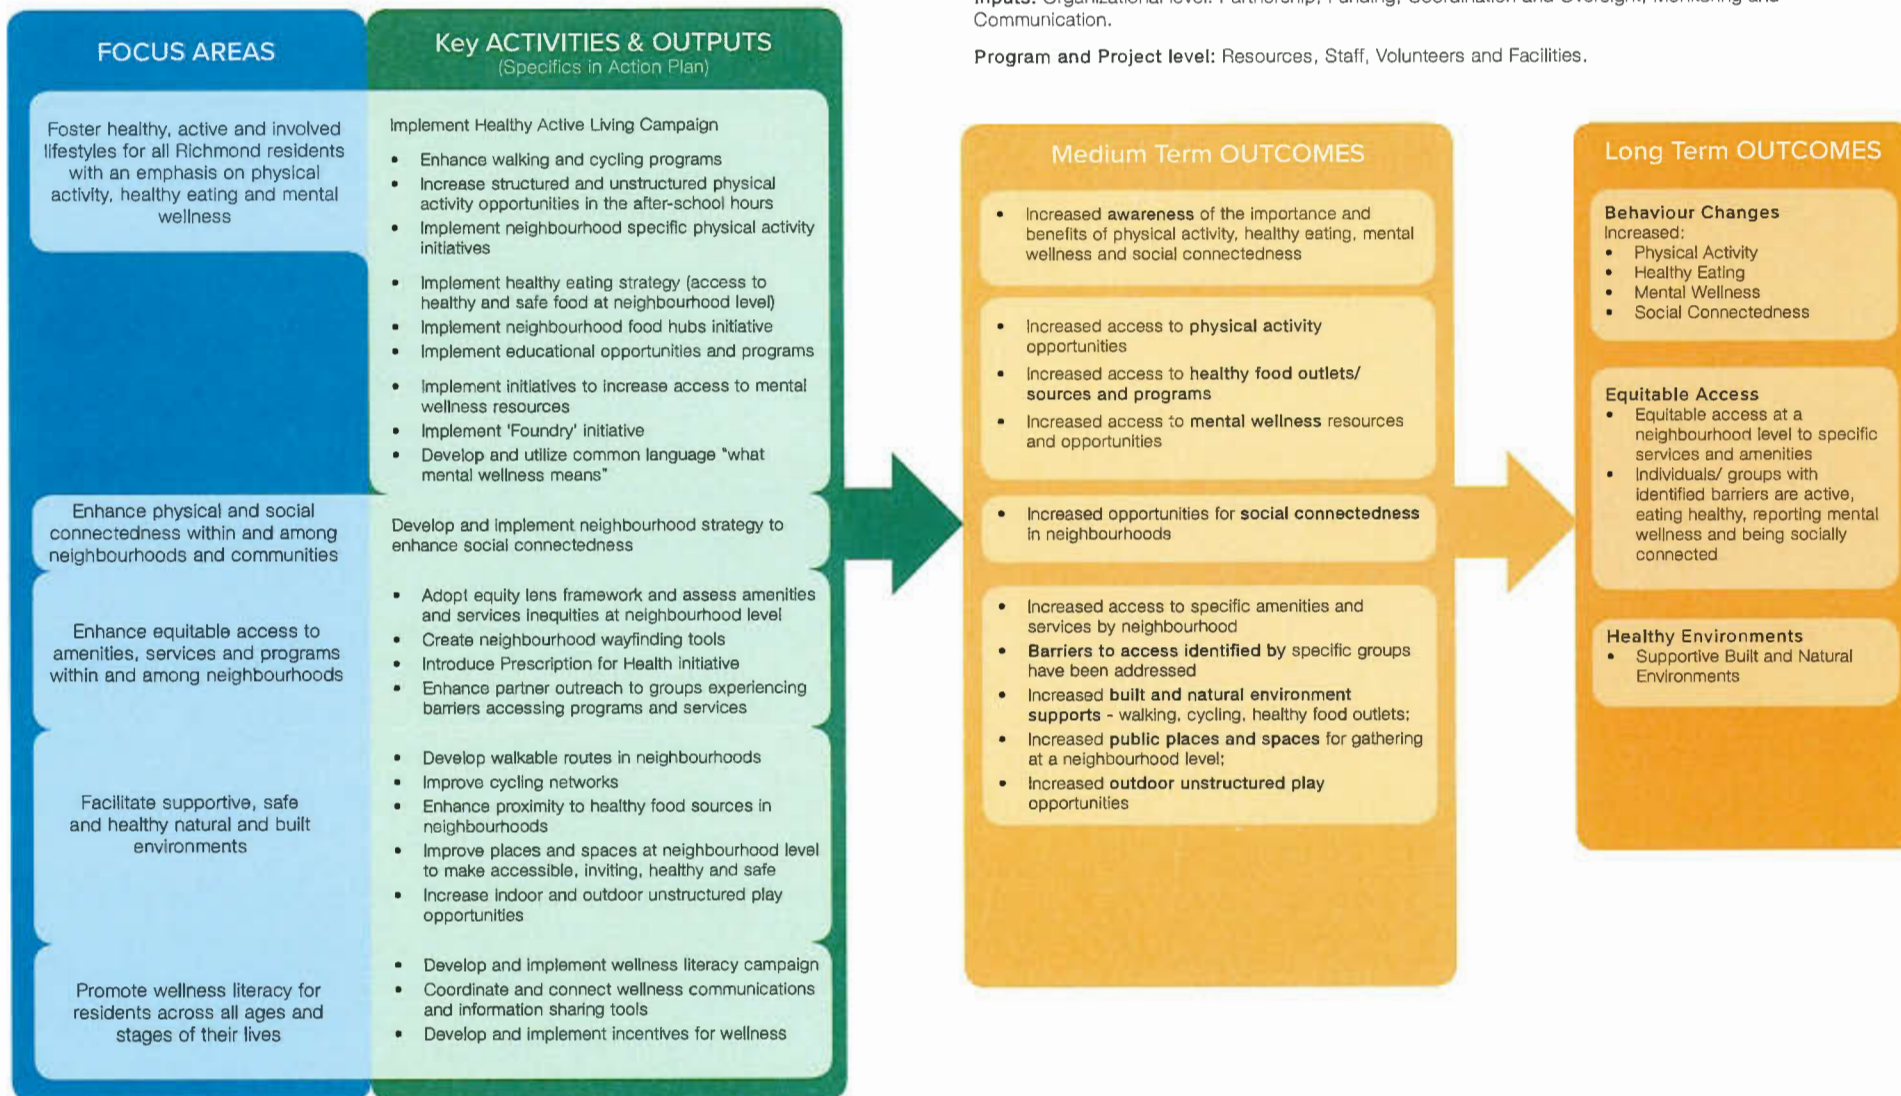 Inputs: Organizational level: Partnership, Funding, Coordination and Oversight, Monitoring and
Communication.
Program and Project level: Resources, Staff, Volunteers and Facilities.
FOCUS AREAS
Foster healthy, active and involved
lifestyles for all Richmond residents
with an emphasis on physical
activity, healthy eating and mental
wellness
Enhance physical and social
connectedness within and among
neighbourhoods and communities
Enhance equitable access to
amenities, services and programs
within and among neighbourhoods
Facilitate supportive, safe
and healthy natural and built
environments
Promote wellness literacy for
residents across all ages and
stages of their lives
Key ACTIVITIES & OUTPUTS
(Specifics in Action Plan)
Implement Healthy Active Living Campaign
• Enhance walking and cycling programs
• Increase structured and unstructured physical
activity opportunities in the after-school hours
• Implement neighbourhood specific physical activity
initiatives
• Implement healthy eating strategy (access to
healthy and safe food at neighbourhood level)
• Implement neighbourhood food hubs initiative
• Implement educational opportunities and programs
• Implement initiatives to increase access to mental
wellness resources
• Implement 'Foundry' initiative
• Develop and utilize common language "what
mental wellness means"
Develop and implement neighbourhood strategy to
enhance social connectedness
• Adopt equity lens framework and assess amenities
and services inequities at neighbourhood level
• Create neighbourhood wayfinding tools
• Introduce Prescription for Health initiative
• Enhance partner outreach to groups experiencing
barriers accessing programs and services
• Develop walkable routes in neighbourhoods
• Improve cycling networks
• Enhance proximity to healthy food sources in
neighbourhoods
• Improve places and spaces at neighbourhood level
to make accessible, inviting, healthy and safe
• Increase indoor and outdoor unstructured play
opportunities
• Develop and implement wellness literacy campaign
• Coordinate and connect wellness communications
and information sharing tools
• Develop and implement incentives for wellness
Medium Term OUTCOMES
• Increased awareness of the importance and
benefits of physical activity, healthy eating, mental
wellness and social connectedness
• Increased access to physical activity
opportunities
• Increased access to healthy food outlets/
sources and programs
• Increased access to mental wellness resources
and opportunities
• Increased opportunities for social connectedness
in neighbourhoods
• Increased access to specific amenities and
services by neighbourhood
• Barriers to access identified by specific groups
have been addressed
• Increased built and natural environment
supports - walking, cycling, healthy food outlets;
• Increased public places and spaces for gathering
at a neighbourhood level;
• Increased outdoor unstructured play
opportunities
Long Term OUTCOMES
Behaviour Changes
Increased:
• Physical Activity
• Healthy Eating
• Mental Wellness
• Social Connectedness
Equitable Access
• Equitable access at a
neighbourhood level to specific
services and amenities
• Individuals/ groups with
identified barriers are active,
eating healthy, reporting mental
wellness and being socially
connected
Healthy Environments
• Supportive Built and Natural
Environments